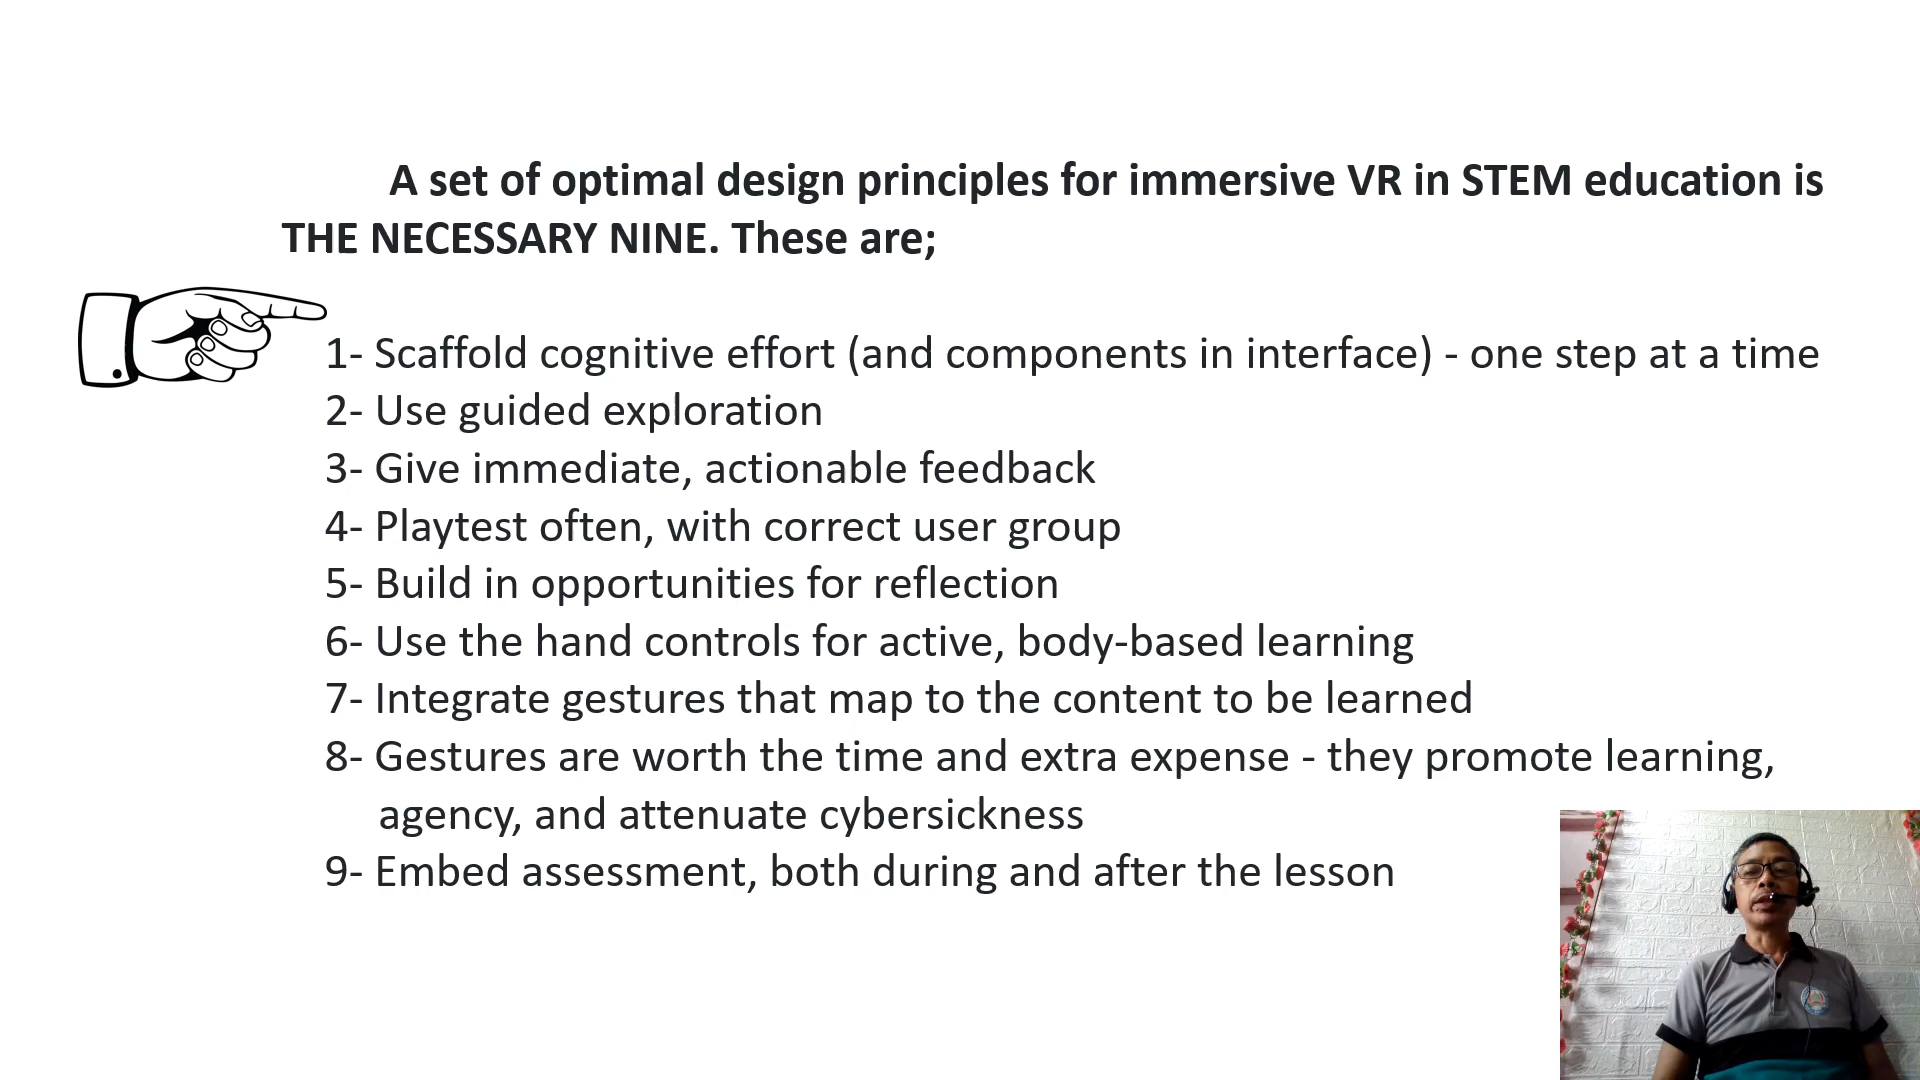 A set of optimal design principles for immersive VR in STEM education is
THE NECESSARY NINE. These are;
1- Scaffold cognitive effort (and components in interface) - one step at a time
2- Use guided exploration
3- Give immediate, actionable feedback
4- Playtest often, with correct user group
5- Build in opportunities for reflection
6- Use the hand controls for active, body-based learning
7- Integrate gestures that map to the content to be learned
8- Gestures are worth the time and extra expense - they promote learning,
agency, and attenuate cybersickness
9- Embed assessment, both during and after the lesson